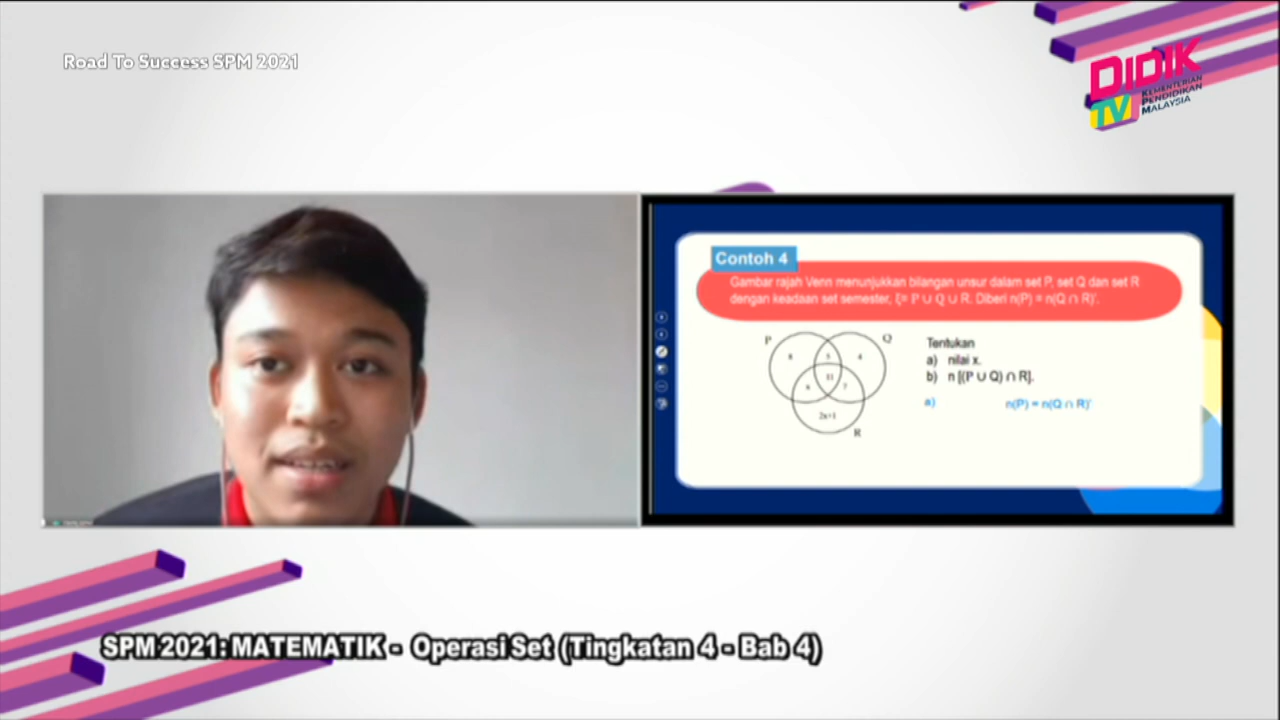 Road To Success SPM 2021
DIDIK
TV
KEMENTERIAN
PENDIDIKAN
MALAYSIA
Contoh 4
Gambar rajah Venn menunjukkan bilangan unsur dalam set P, set Q dan set R
dengan keadaan set semester, ξ= P ∪ Q ∪ R. Diberi n(P) = n(Q ∩ R)'.
P
Q
8
5
4
11
7
2x+1
R
Tentukan
a) nilai x.
b) n [(P ∪ Q) ∩ R].
a) n(P) = n(Q ∩ R)'
SPM 2021: MATEMATIK - Operasi Set (Tingkatan 4 - Bab 4)